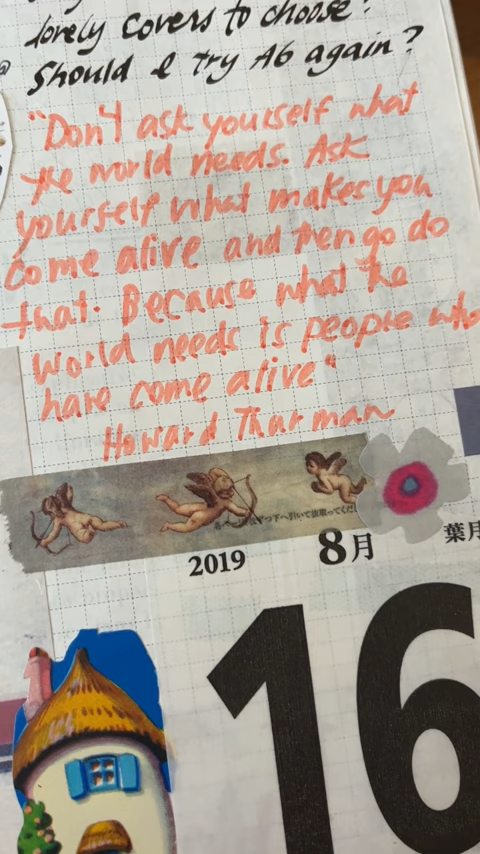 lovely covers to choose?
Should I try A6 again?
"Don't ask yourself what
the world needs. Ask
yourself what makes you
come alive and then go do
that. Because what the
world needs is people who
have come alive"
Howard Thurman
2019 8月 葉月
16